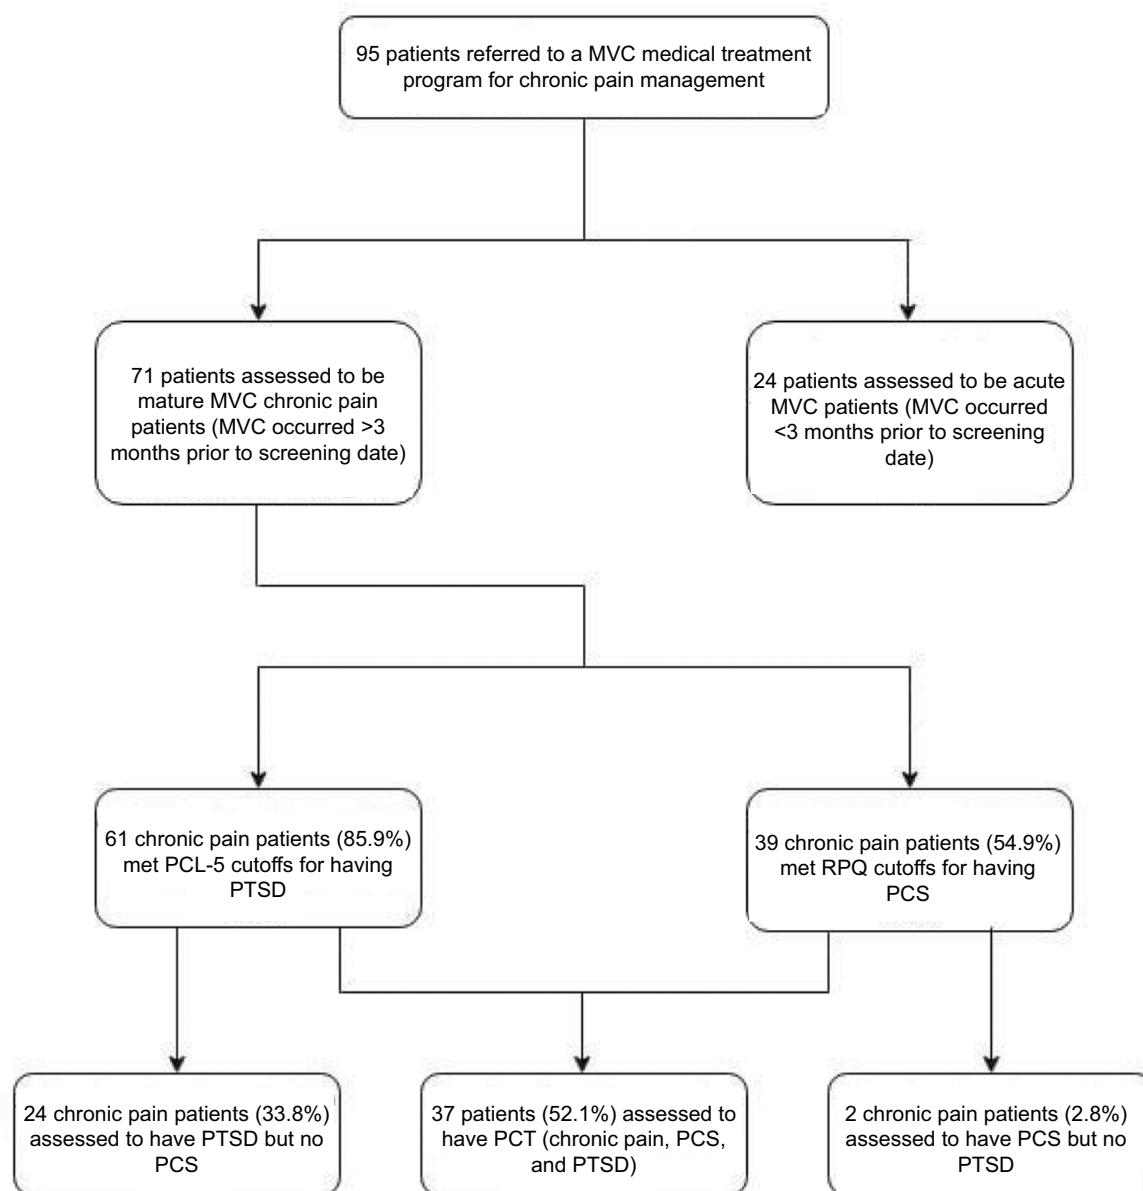 95 patients referred to a MVC medical treatment
program for chronic pain management
71 patients assessed to be
mature MVC chronic pain
patients (MVC occurred >3
months prior to screening date)
24 patients assessed to be acute
MVC patients (MVC occurred
<3 months prior to screening
date)
61 chronic pain patients (85.9%)
met PCL-5 cutoffs for having
PTSD
39 chronic pain patients (54.9%)
met RPQ cutoffs for having
PCS
24 chronic pain patients (33.8%)
assessed to have PTSD but no
PCS
37 patients (52.1%) assessed to
have PCT (chronic pain, PCS,
and PTSD)
2 chronic pain patients (2.8%)
assessed to have PCS but no
PTSD